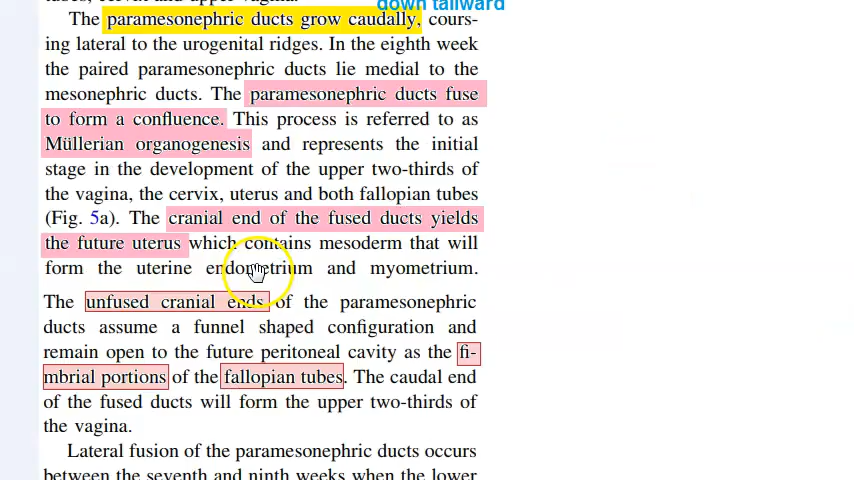 down tailward
The paramesonephric ducts grow caudally, cours-
ing lateral to the urogenital ridges. In the eighth week
the paired paramesonephric ducts lie medial to the
mesonephric ducts. The paramesonephric ducts fuse
to form a confluence. This process is referred to as
Müllerian organogenesis and represents the initial
stage in the development of the upper two-thirds of
the vagina, the cervix, uterus and both fallopian tubes
(Fig. 5a). The cranial end of the fused ducts yields
the future uterus which contains mesoderm that will
form the uterine endometrium and myometrium.
The unfused cranial ends of the paramesonephric
ducts assume a funnel shaped configuration and
remain open to the future peritoneal cavity as the fi-
mbrial portions of the fallopian tubes. The caudal end
of the fused ducts will form the upper two-thirds of
the vagina.
Lateral fusion of the paramesonephric ducts occurs
between the seventh and ninth weeks when the lower